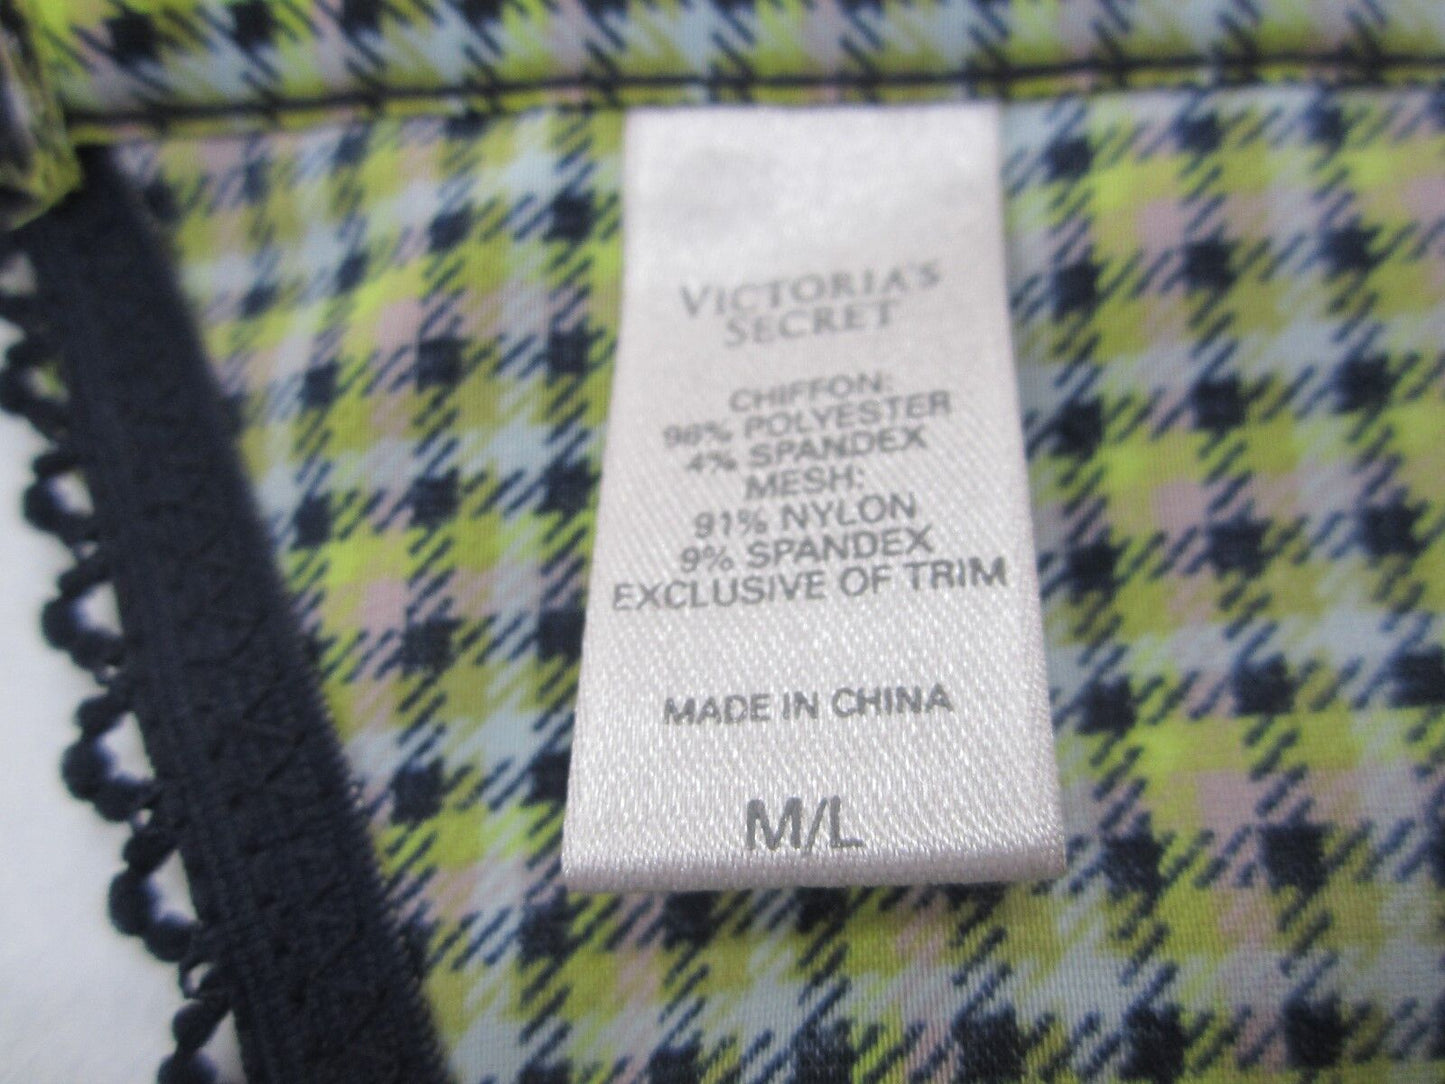 VICTORIA'S
SECRET
CHIFFON:
96% POLYESTER
4% SPANDEX
MESH:
91% NYLON
9% SPANDEX
EXCLUSIVE OF TRIM
MADE IN CHINA
M/L